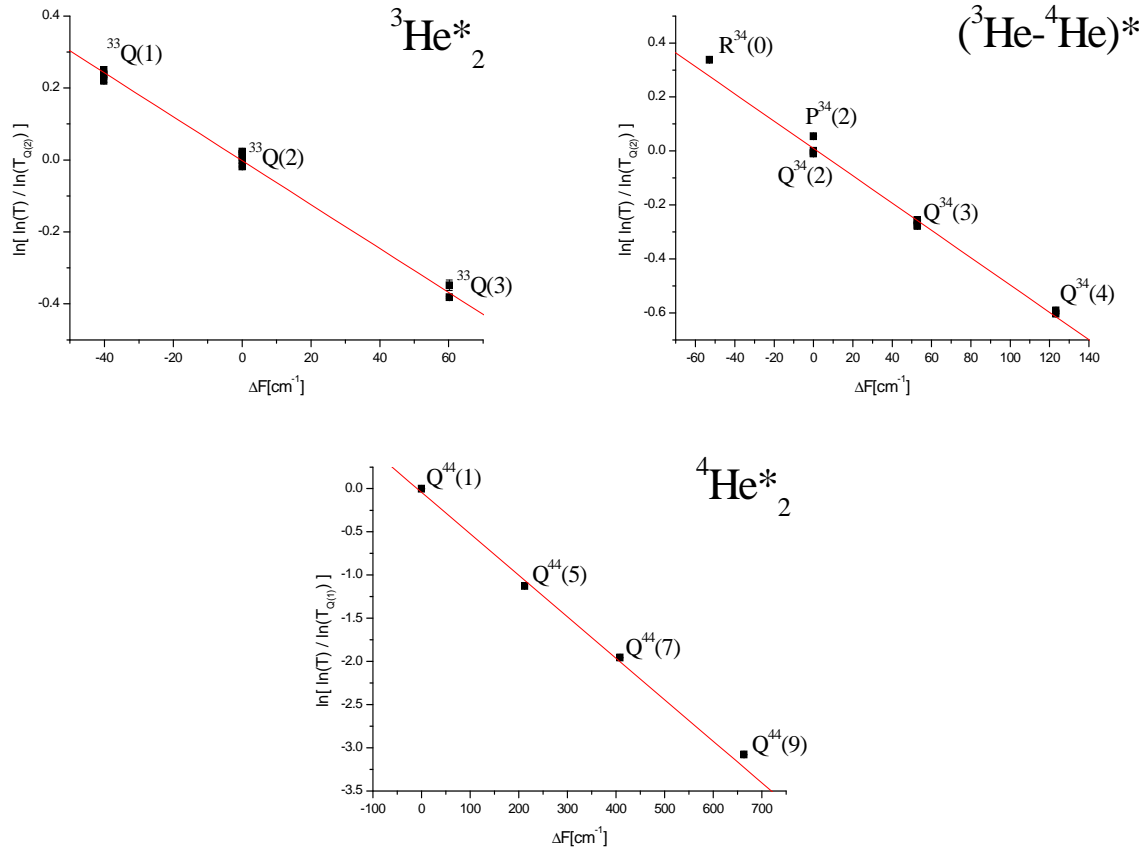 ³He*₂
³³Q(1)
³³Q(2)
³³Q(3)
ln[ ln(T) / ln(T_Q(2)) ]
0.4
0.2
0.0
-0.2
-0.4
-40 -20 0 20 40 60
ΔF[cm⁻¹]
(³He-⁴He)*
R³⁴(0)
P³⁴(2)
Q³⁴(2)
Q³⁴(3)
Q³⁴(4)
ln[ ln(T) / ln(T_Q(2)) ]
0.4
0.2
0.0
-0.2
-0.4
-0.6
-60 -40 -20 0 20 40 60 80 100 120 140
ΔF[cm⁻¹]
⁴He*₂
Q⁴⁴(1)
Q⁴⁴(5)
Q⁴⁴(7)
Q⁴⁴(9)
ln[ ln(T) / ln(T_Q(1)) ]
0.0
-0.5
-1.0
-1.5
-2.0
-2.5
-3.0
-3.5
-100 0 100 200 300 400 500 600 700
ΔF[cm⁻¹]